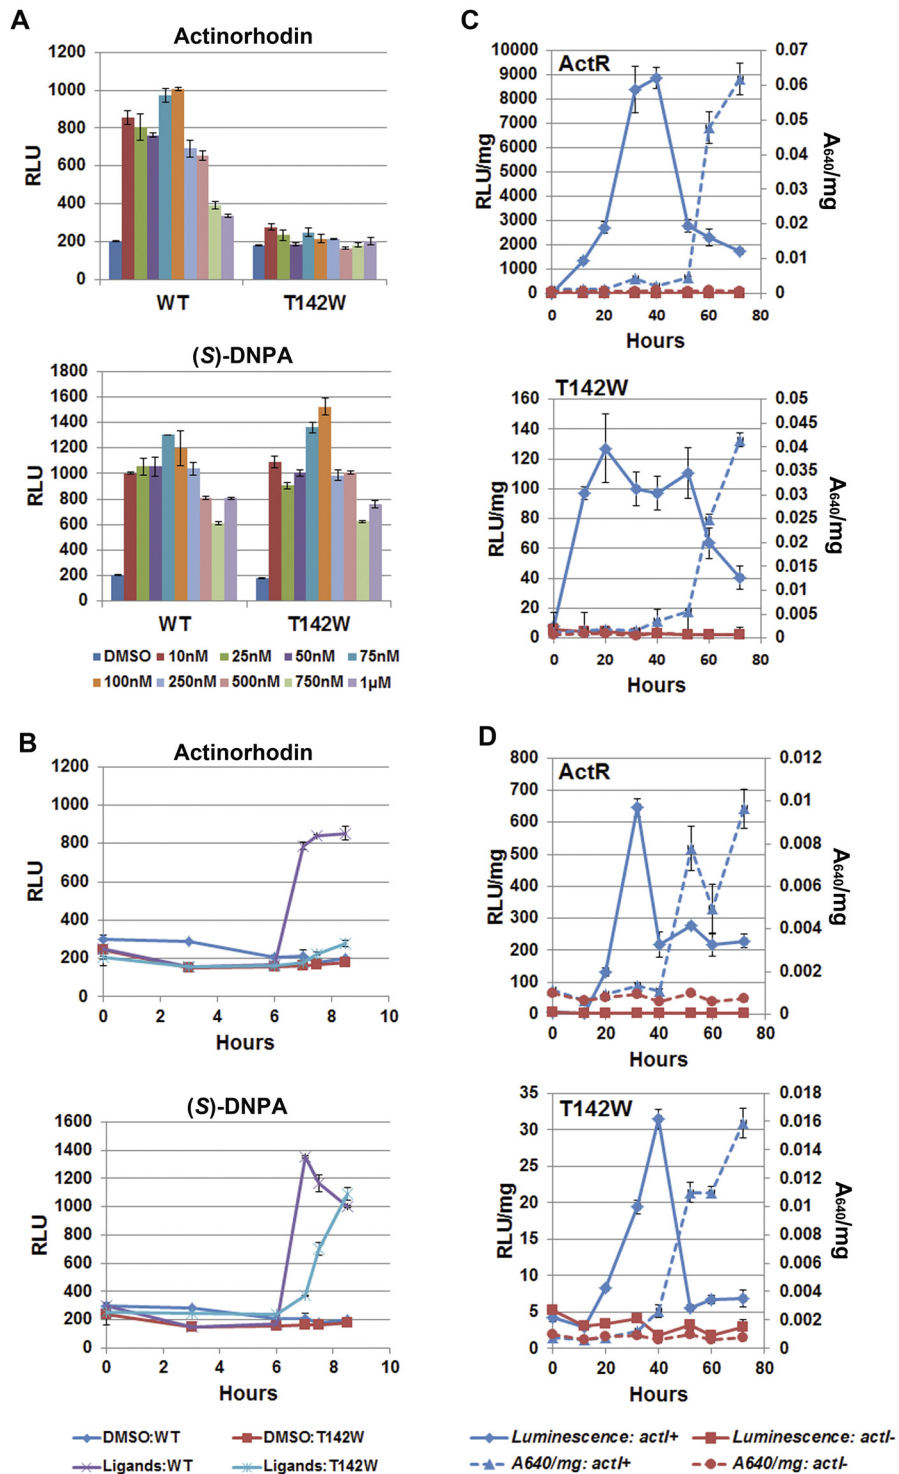 A
Actinorhodin
1200
1000
800
600
400
200
0
RLU
WT T142W
(S)-DNPA
1800
1600
1400
1200
1000
800
600
400
200
0
RLU
WT T142W
DMSO 10nM 25nM 50nM 75nM
100nM 250nM 500nM 750nM 1µM
B
Actinorhodin
1200
1000
800
600
400
200
0
RLU
0 2 4 6 8 10
Hours
(S)-DNPA
1600
1400
1200
1000
800
600
400
200
0
RLU
0 2 4 6 8 10
Hours
DMSO:WT DMSO:T142W
Ligands:WT Ligands:T142W
C
ActR
10000
9000
8000
7000
6000
5000
4000
3000
2000
1000
0
RLU/mg
0.07
0.06
0.05
0.04
0.03
0.02
0.01
0
A640/mg
0 20 40 60 80
Hours
T142W
160
140
120
100
80
60
40
20
0
RLU/mg
0.05
0.045
0.04
0.035
0.03
0.025
0.02
0.015
0.01
0.005
0
A640/mg
0 20 40 60 80
Hours
D
ActR
800
700
600
500
400
300
200
100
0
RLU/mg
0.012
0.01
0.008
0.006
0.004
0.002
0
A640/mg
0 20 40 60 80
Hours
T142W
35
30
25
20
15
10
5
0
RLU/mg
0.018
0.016
0.014
0.012
0.01
0.008
0.006
0.004
0.002
0
A640/mg
0 20 40 60 80
Hours
Luminescence: actI+ Luminescence: actI-
A640/mg: actI+ A640/mg: actI-